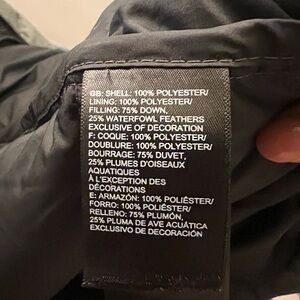 GB: SHELL: 100% POLYESTER/
LINING: 100% POLYESTER/
FILLING: 75% DOWN,
25% WATERFOWL FEATHERS
EXCLUSIVE OF DECORATION
F: COQUE: 100% POLYESTER/
DOUBLURE: 100% POLYESTER/
BOURRAGE: 75% DUVET,
25% PLUMES D'OISEAUX
AQUATIQUES
À L'EXCEPTION DES
DÉCORATIONS
E: ARMAZÓN: 100% POLIÉSTER/
FORRO: 100% POLIÉSTER/
RELLENO: 75% PLUMÓN,
25% PLUMA DE AVE ACUÁTICA
EXCLUSIVO DE DECORACIÓN